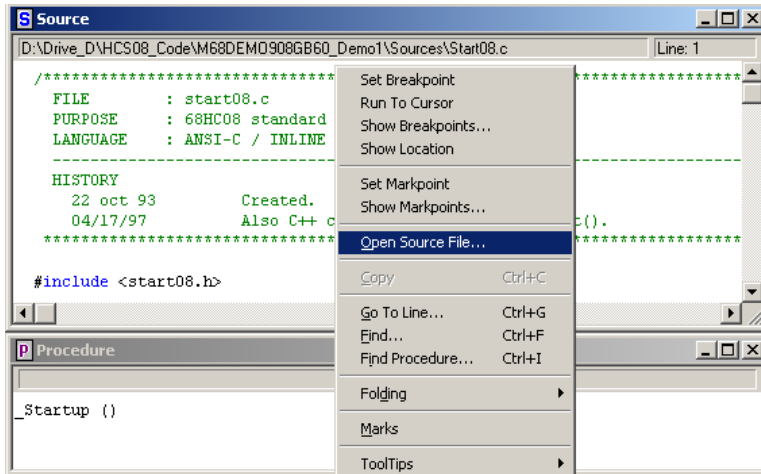 Source
D:\Drive_D\HCS08_Code\M68DEMO908GB60_Demo1\Sources\Start08.c
Line: 1
/*******************************
FILE : start08.c
PURPOSE : 68HC08 standard
LANGUAGE : ANSI-C / INLINE
HISTORY
22 oct 93 Created.
04/17/97 Also C++ c t().
#include <start08.h>
Set Breakpoint
Run To Cursor
Show Breakpoints...
Show Location
Set Markpoint
Show Markpoints...
Open Source File...
Copy Ctrl+C
Go To Line... Ctrl+G
Find... Ctrl+F
Find Procedure... Ctrl+I
Folding
Marks
ToolTips
P Procedure
_Startup ()